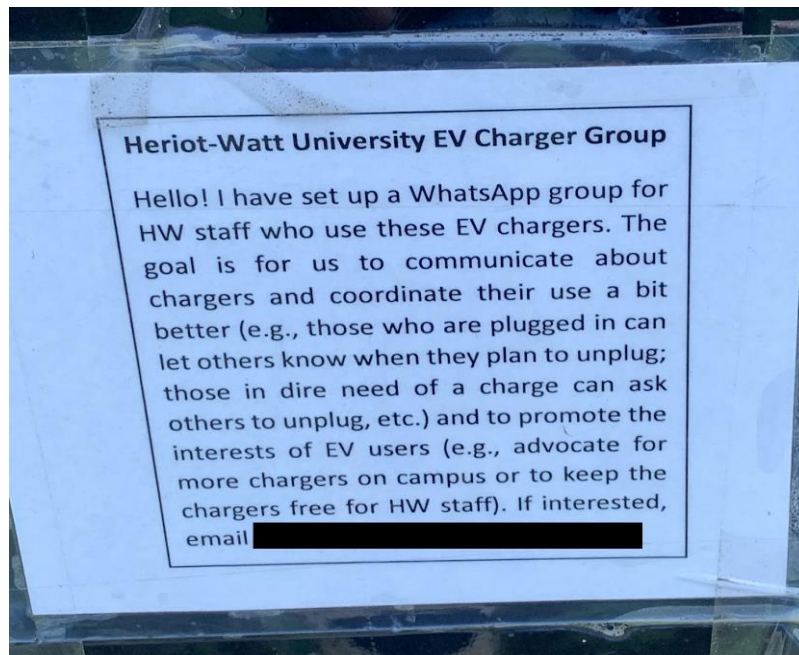 Heriot-Watt University EV Charger Group
Hello! I have set up a WhatsApp group for
HW staff who use these EV chargers. The
goal is for us to communicate about
chargers and coordinate their use a bit
better (e.g., those who are plugged in can
let others know when they plan to unplug;
those in dire need of a charge can ask
others to unplug, etc.) and to promote the
interests of EV users (e.g., advocate for
more chargers on campus or to keep the
chargers free for HW staff). If interested,
email